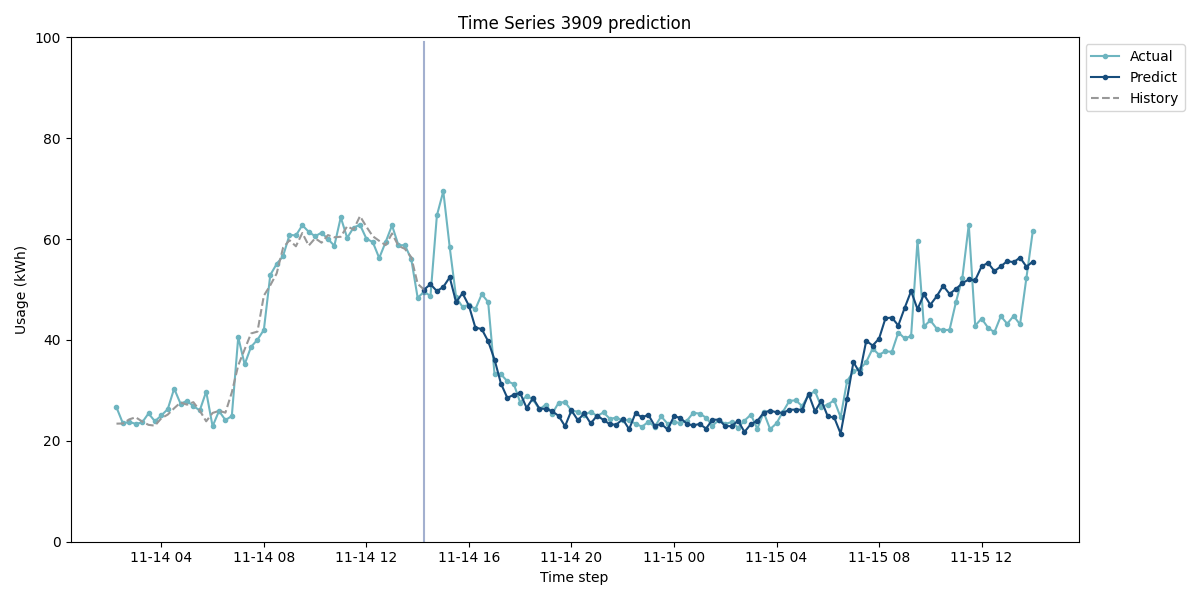 Time Series 3909 prediction
Actual
Predict
History
Usage (kWh)
100
80
60
40
20
0
11-14 04
11-14 08
11-14 12
11-14 16
11-14 20
11-15 00
11-15 04
11-15 08
11-15 12
Time step